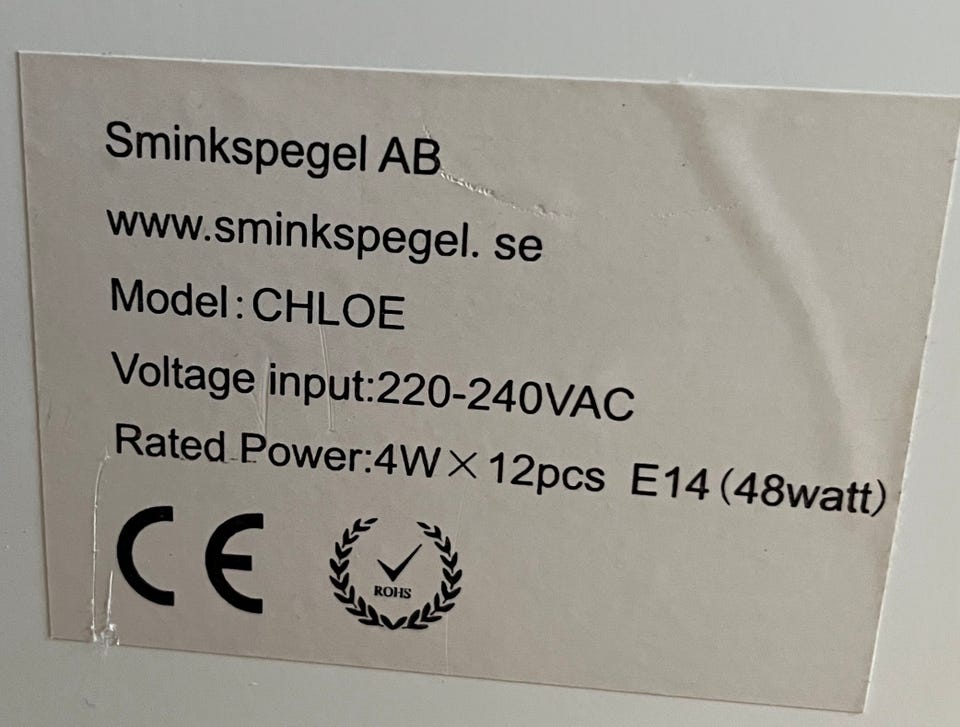 Sminkspegel AB
www.sminkspegel. se
Model:CHLOE
Voltage input:220-240VAC
Rated Power:4W×12pcs E14(48watt)
CE
ROHS